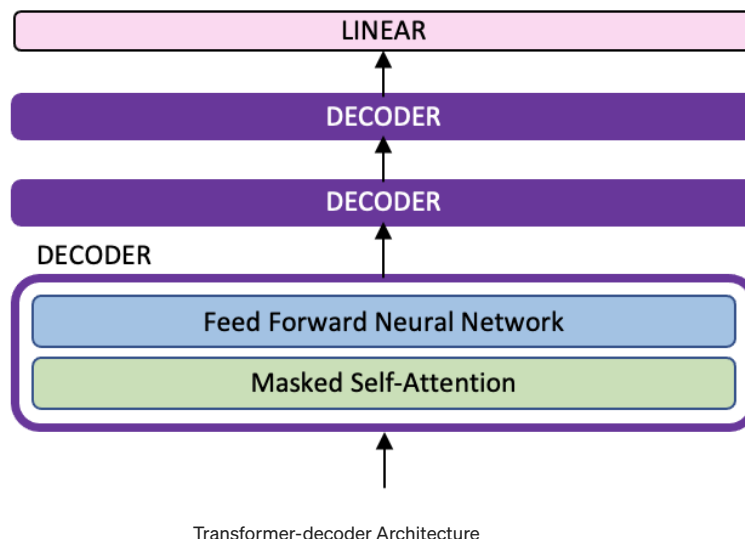 LINEAR
DECODER
DECODER
DECODER
Feed Forward Neural Network
Masked Self-Attention
Transformer-decoder Architecture